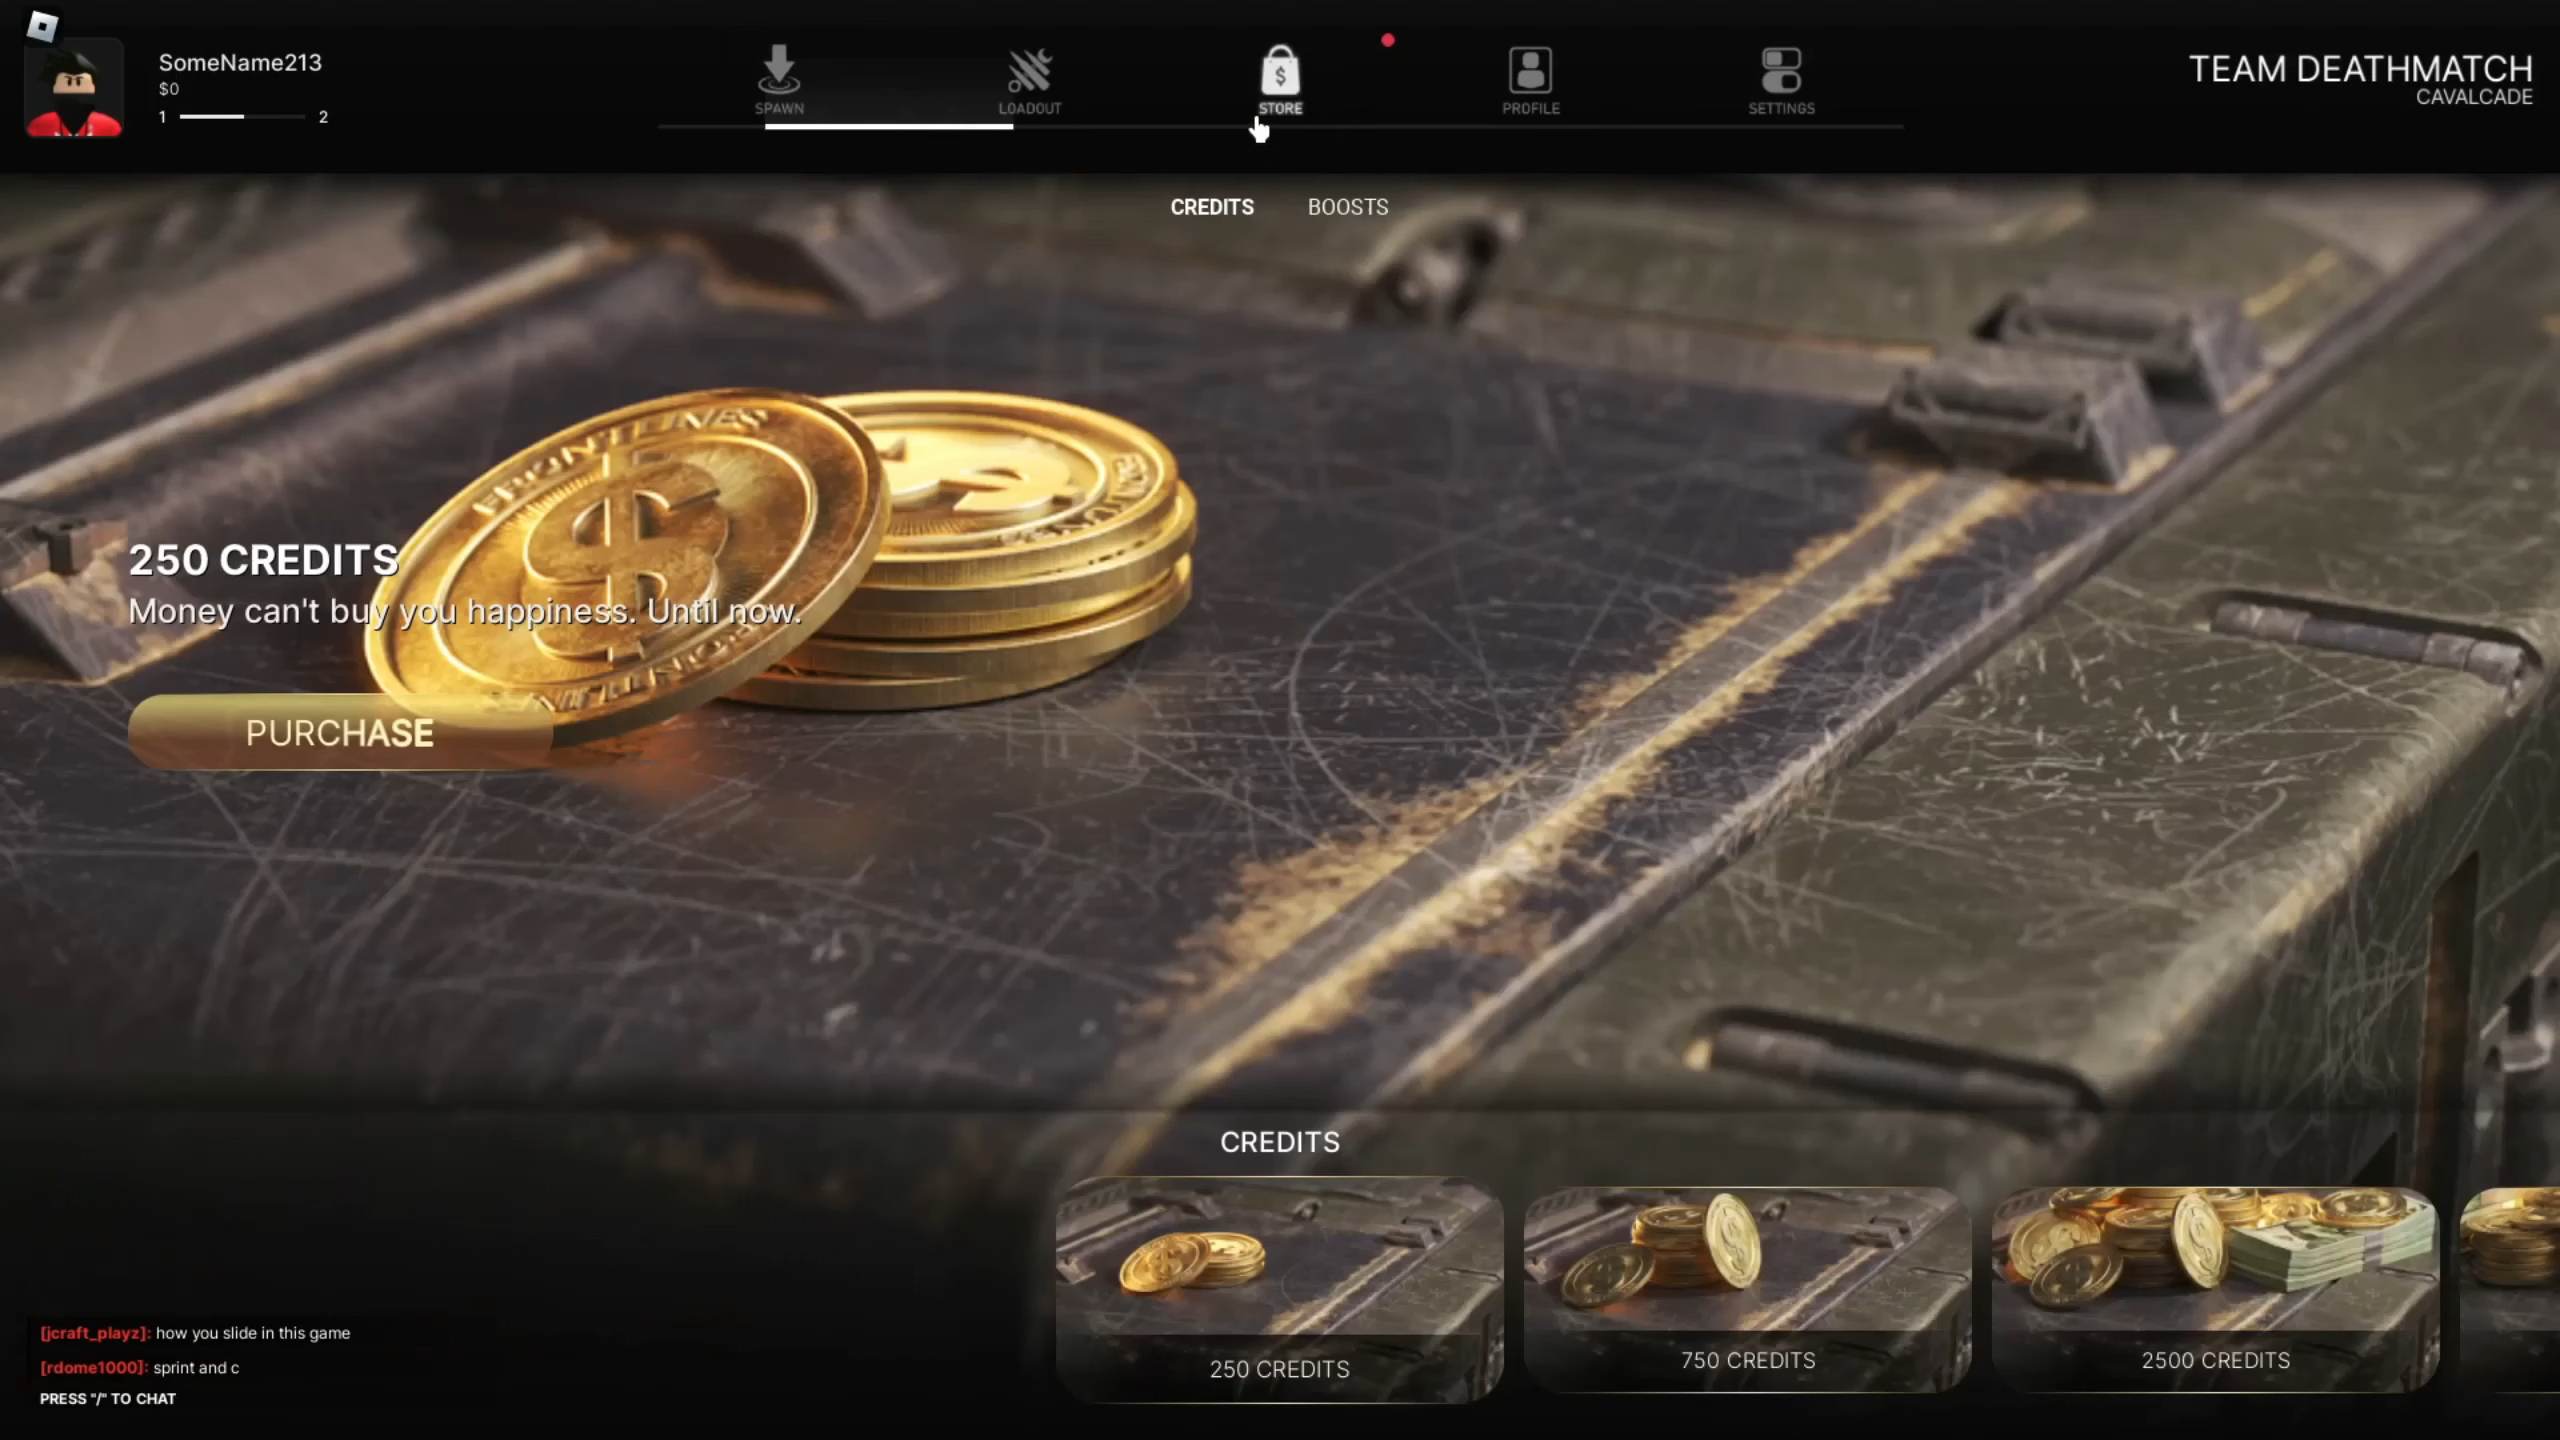 SomeName213
$0
1 2
SPAWN
LOADOUT
$
STORE
PROFILE
SETTINGS
TEAM DEATHMATCH
CAVALCADE
CREDITS
BOOSTS
250 CREDITS
Money can't buy you happiness. Until now.
PURCHASE
CREDITS
250 CREDITS
750 CREDITS
2500 CREDITS
[jcraft_playz]: how you slide in this game
[rdome1000]: sprint and c
PRESS "/" TO CHAT